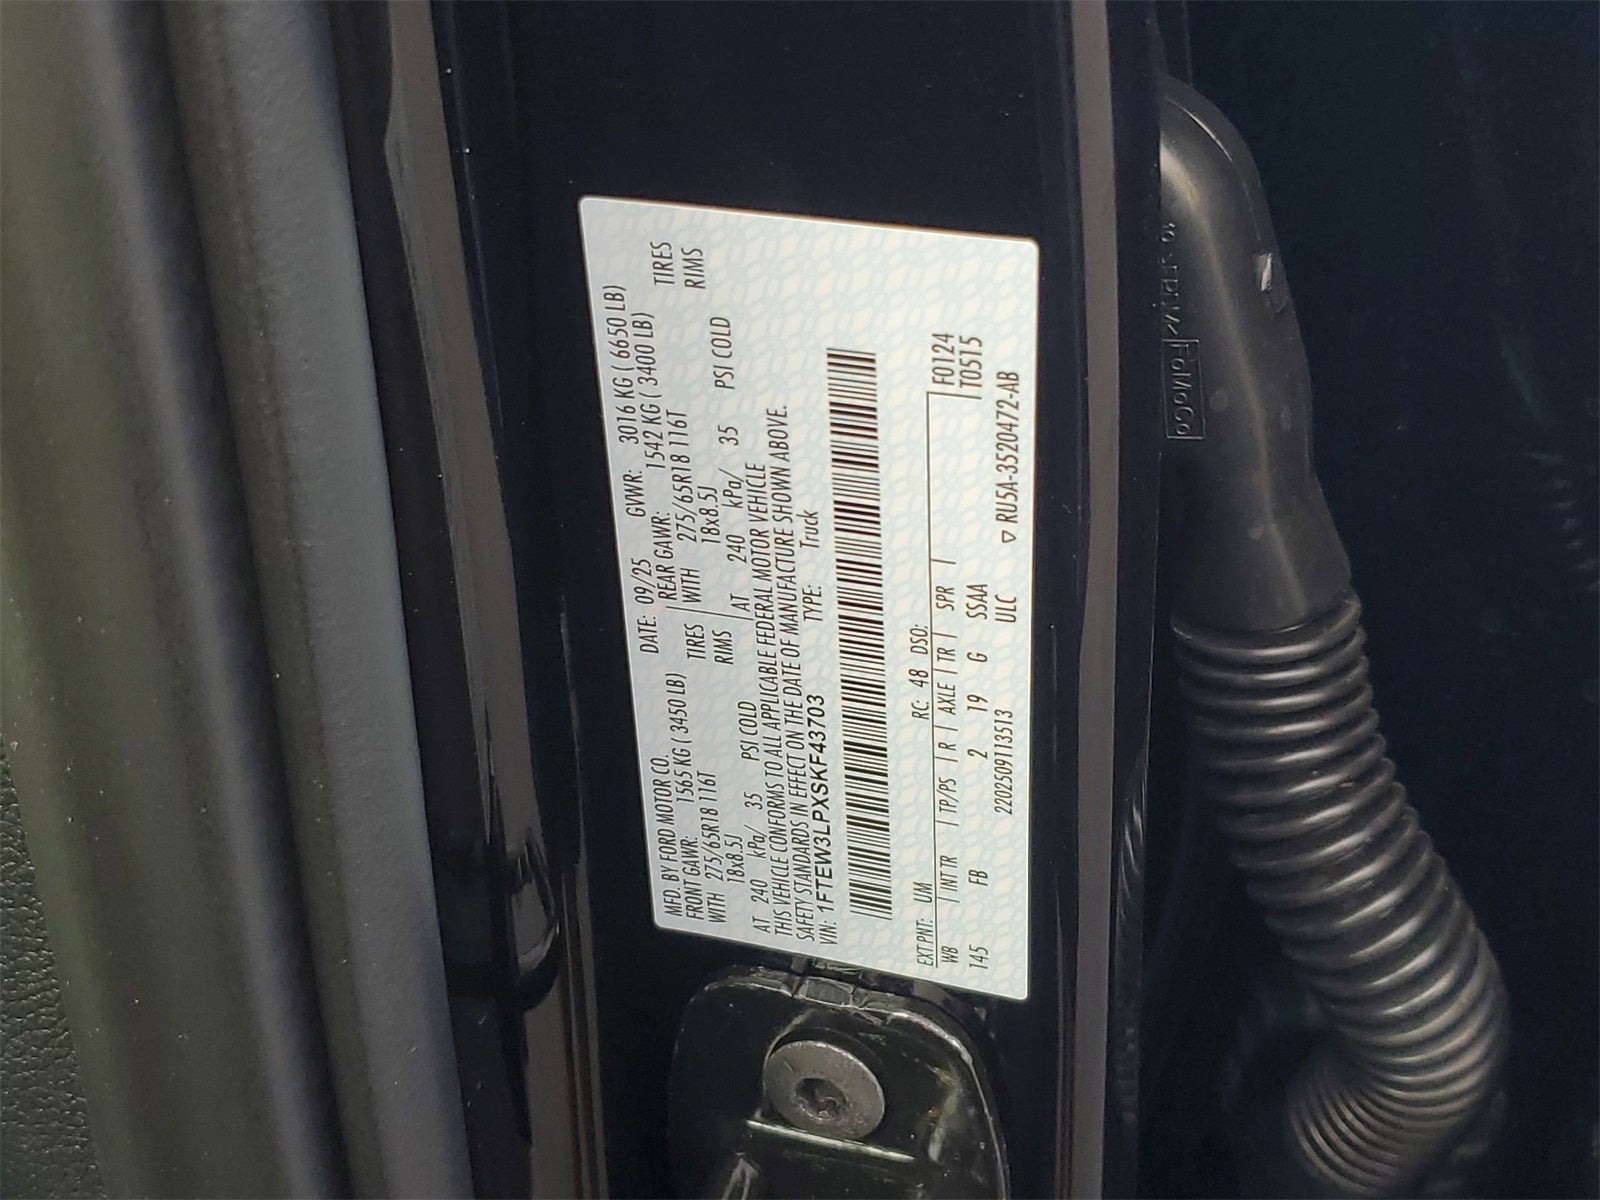 MFD. BY FORD MOTOR CO. DATE: 09/25 GVWR: 3016 KG ( 6650 LB)
FRONT GAWR: 1565 KG ( 3450 LB) REAR GAWR: 1542 KG ( 3400 LB)
WITH 275/65R18 116T TIRES WITH 275/65R18 116T TIRES
18x8.5J RIMS 18x8.5J RIMS
AT 240 kPa/ 35 PSI COLD AT 240 kPa/ 35 PSI COLD
THIS VEHICLE CONFORMS TO ALL APPLICABLE FEDERAL MOTOR VEHICLE
SAFETY STANDARDS IN EFFECT ON THE DATE OF MANUFACTURE SHOWN ABOVE.
VIN: 1FTEW3LPXSKF43703 TYPE: Truck
EXT PNT: UM RC: 48 DSO: F0124
WB INT TR TP/PS R AXLE TR SPR T0515
145 FB 2 19 G SSAA
2202509113513 ULC RU5A-3520472-AB
FoMoCo